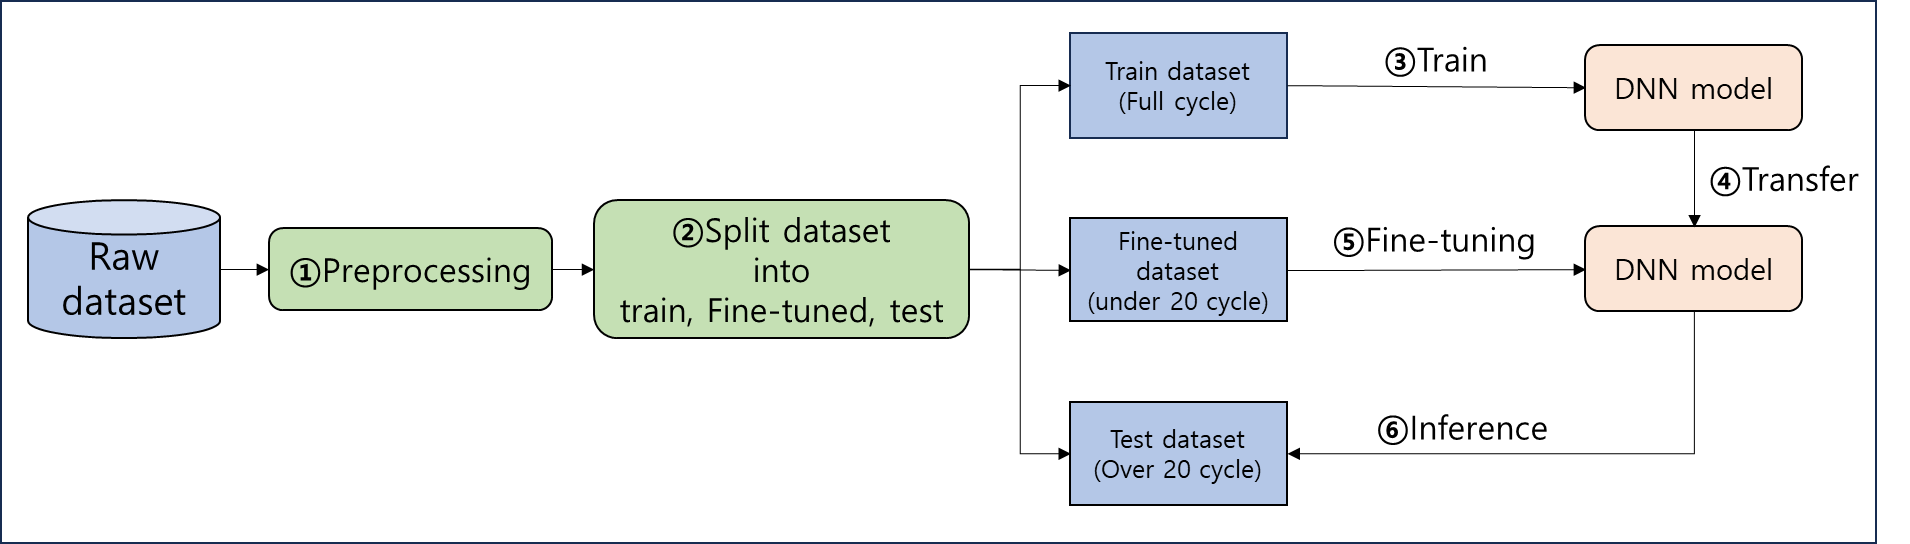 Raw
dataset
①Preprocessing
②Split dataset
into
train, Fine-tuned, test
Train dataset
(Full cycle)
③Train
DNN model
④Transfer
Fine-tuned
dataset
(under 20 cycle)
⑤Fine-tuning
DNN model
Test dataset
(Over 20 cycle)
⑥Inference